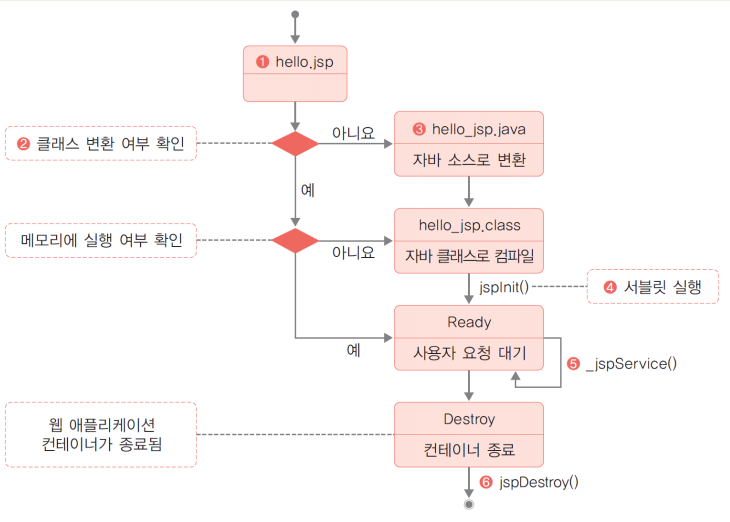 ❶ hello.jsp
❷ 클래스 변환 여부 확인
아니요
❸ hello_jsp.java
자바 소스로 변환
예
메모리에 실행 여부 확인
아니요
hello_jsp.class
자바 클래스로 컴파일
jspInit()
❹ 서블릿 실행
예
Ready
사용자 요청 대기
❺ _jspService()
웹 애플리케이션
컨테이너가 종료됨
Destroy
컨테이너 종료
❻ jspDestroy()